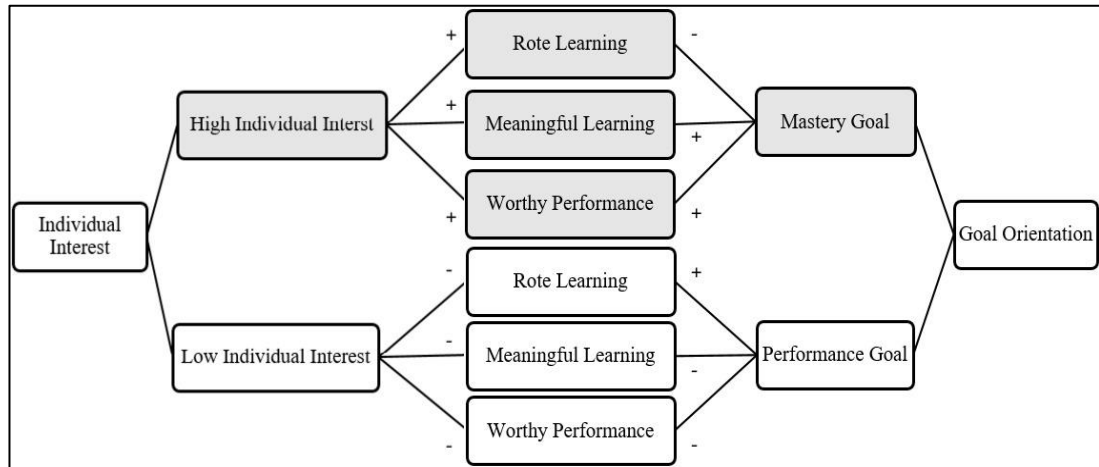 +
Rote Learning
-
High Individual Interst
+
Meaningful Learning
+
Mastery Goal
+
Worthy Performance
+
Individual
Interest
Goal Orientation
-
Rote Learning
+
Low Individual Interest
-
Meaningful Learning
-
Performance Goal
-
Worthy Performance
-